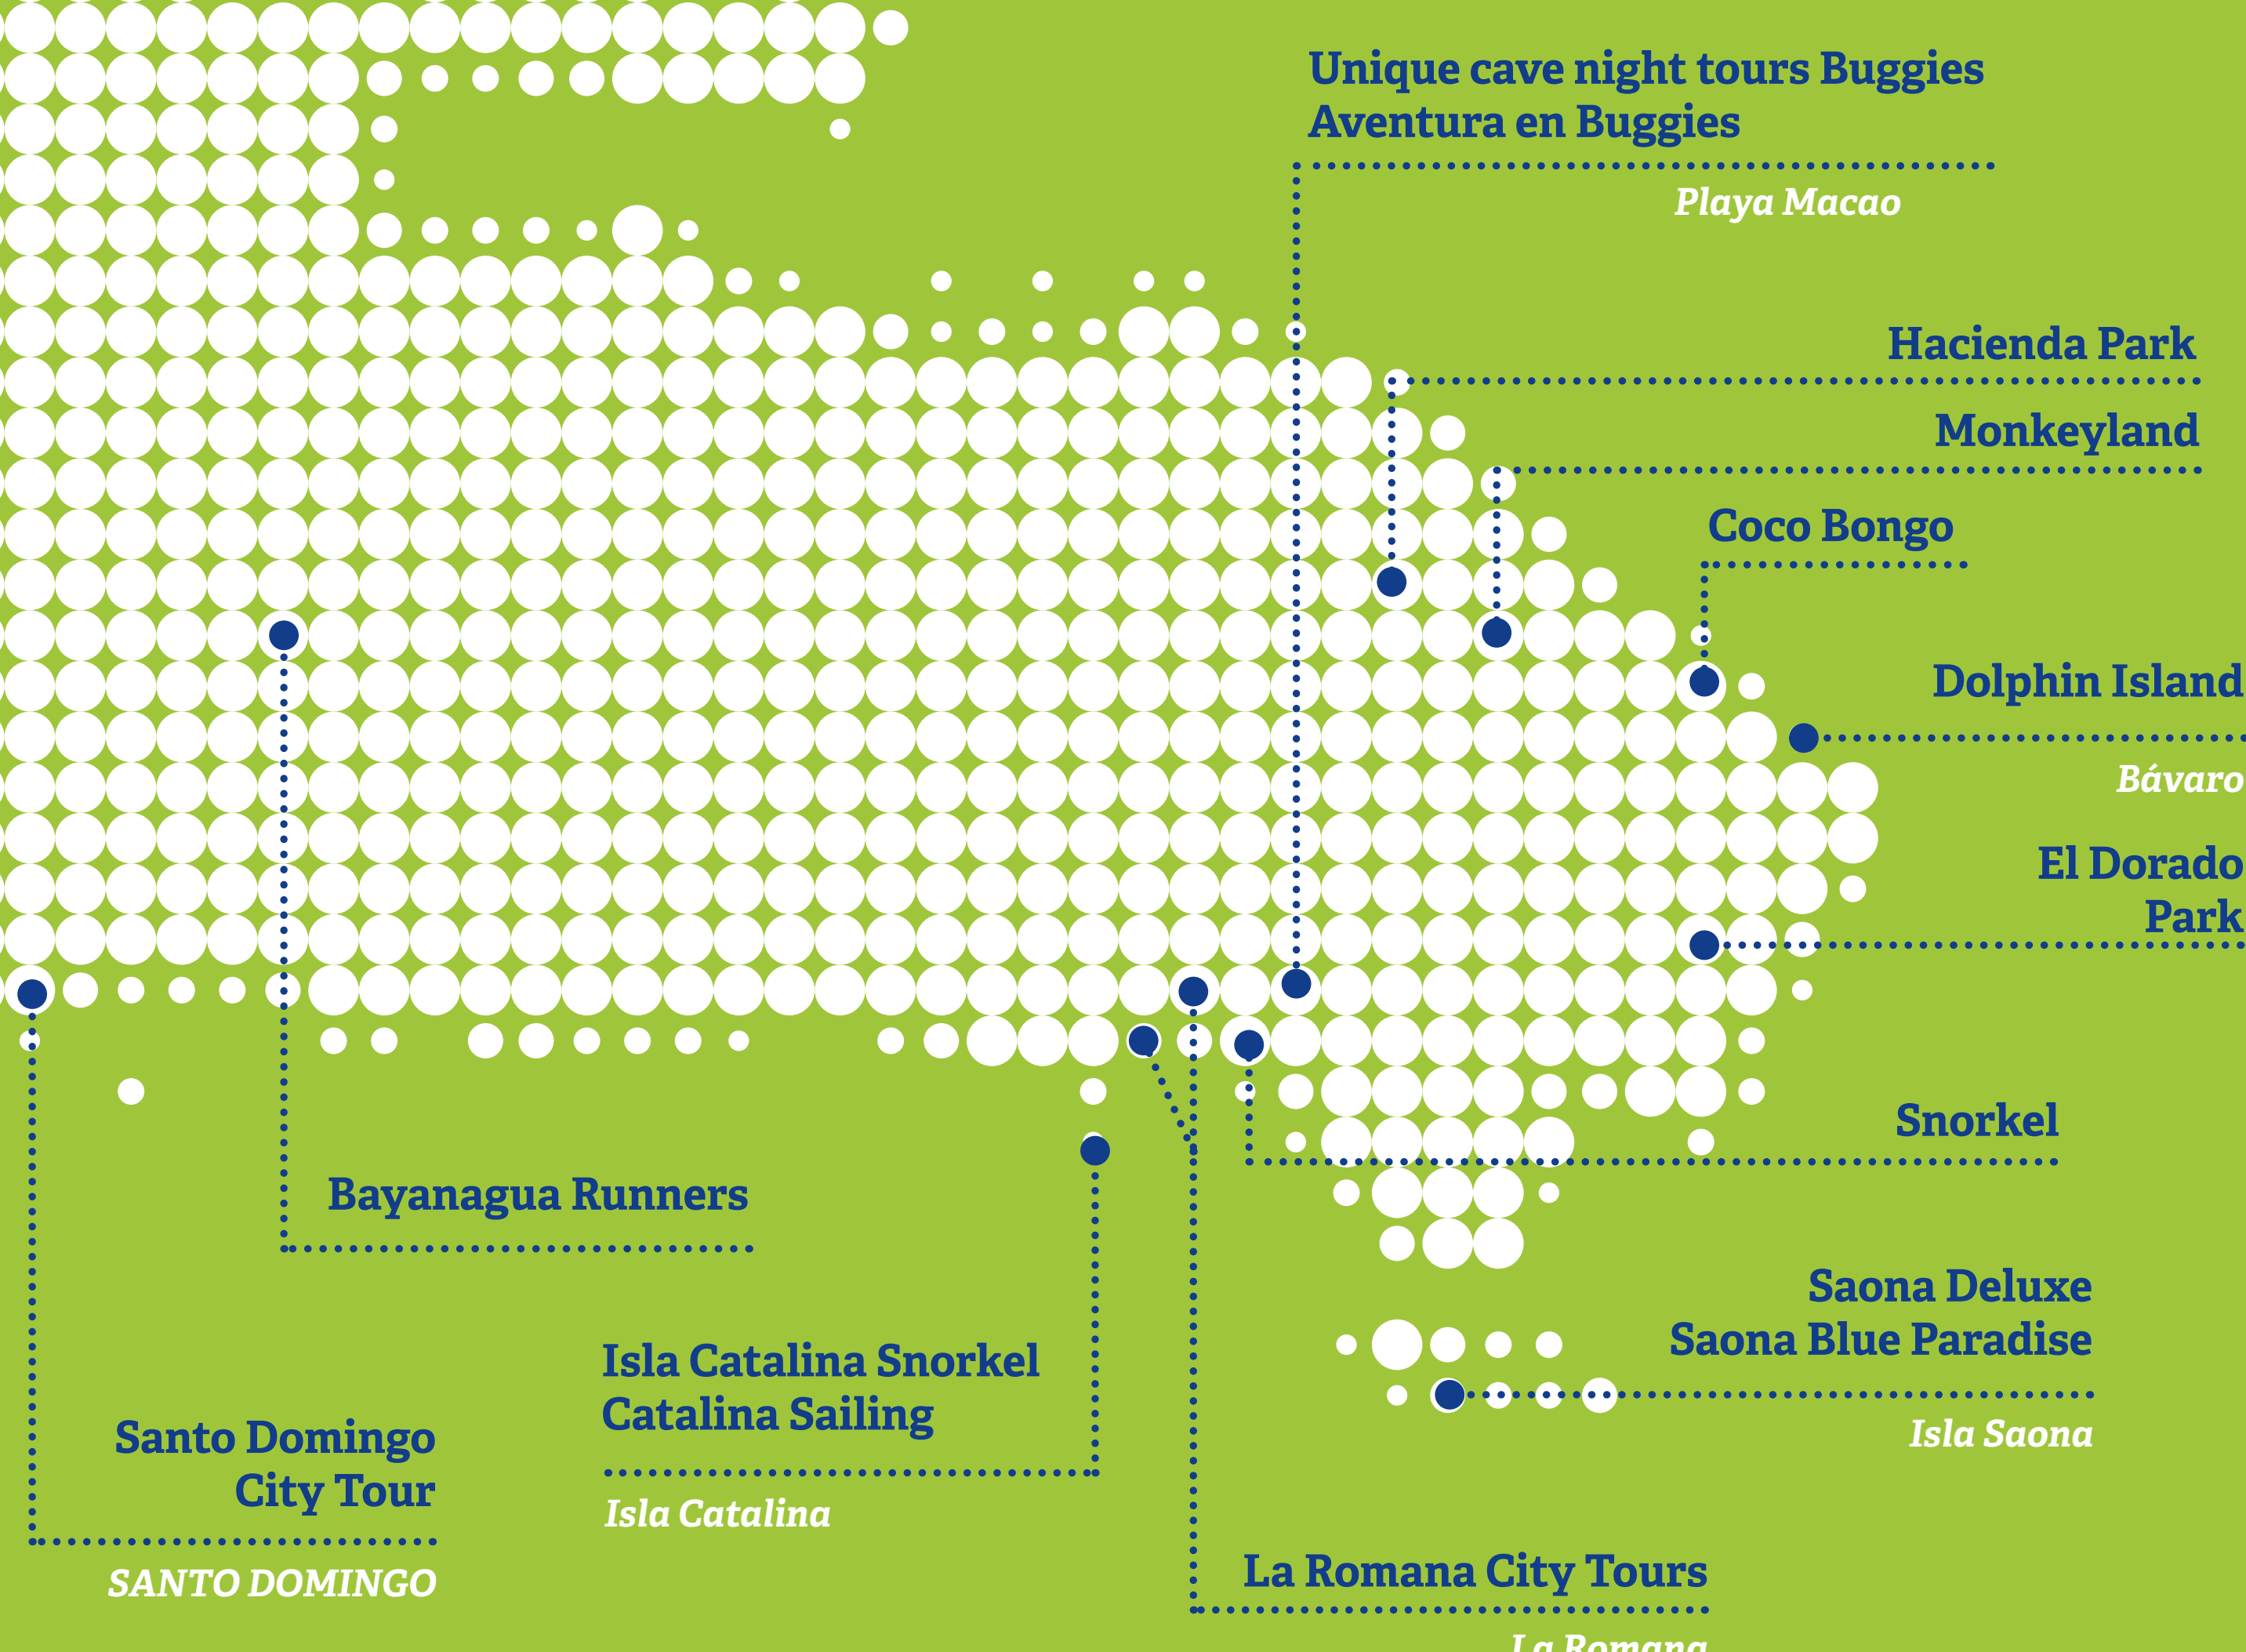 Unique cave night tours Buggies
Aventura en Buggies
Playa Macao
Hacienda Park
Monkeyland
Coco Bongo
Dolphin Island
Bávaro
El Dorado
Park
Snorkel
Bayanagua Runners
Saona Deluxe
Saona Blue Paradise
Isla Saona
Isla Catalina Snorkel
Catalina Sailing
Isla Catalina
Santo Domingo
City Tour
SANTO DOMINGO
La Romana City Tours
La Romana